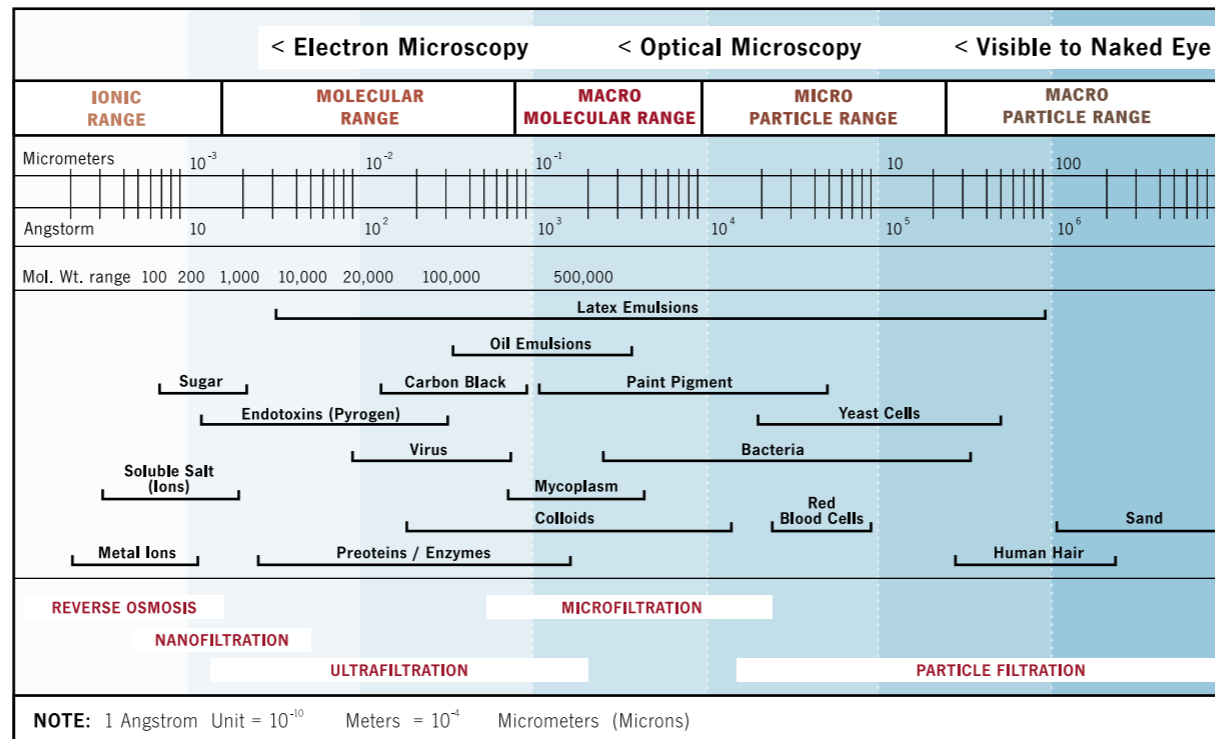 < Electron Microscopy < Optical Microscopy < Visible to Naked Eye
IONIC
RANGE
MOLECULAR
RANGE
MACRO
MOLECULAR RANGE
MICRO
PARTICLE RANGE
MACRO
PARTICLE RANGE
Micrometers 10⁻³ 10⁻² 10⁻¹ 10 100
Angstorm 10 10² 10³ 10⁴ 10⁵ 10⁶
Mol. Wt. range 100 200 1,000 10,000 20,000 100,000 500,000
Latex Emulsions
Oil Emulsions
Sugar Carbon Black Paint Pigment
Endotoxins (Pyrogen) Yeast Cells
Virus Bacteria
Soluble Salt
(Ions)
Mycoplasm
Colloids
Red
Blood Cells
Sand
Metal Ions Preoteins / Enzymes Human Hair
REVERSE OSMOSIS MICROFILTRATION
NANOFILTRATION
ULTRAFILTRATION PARTICLE FILTRATION
NOTE: 1 Angstrom Unit = 10⁻¹⁰ Meters = 10⁻⁴ Micrometers (Microns)